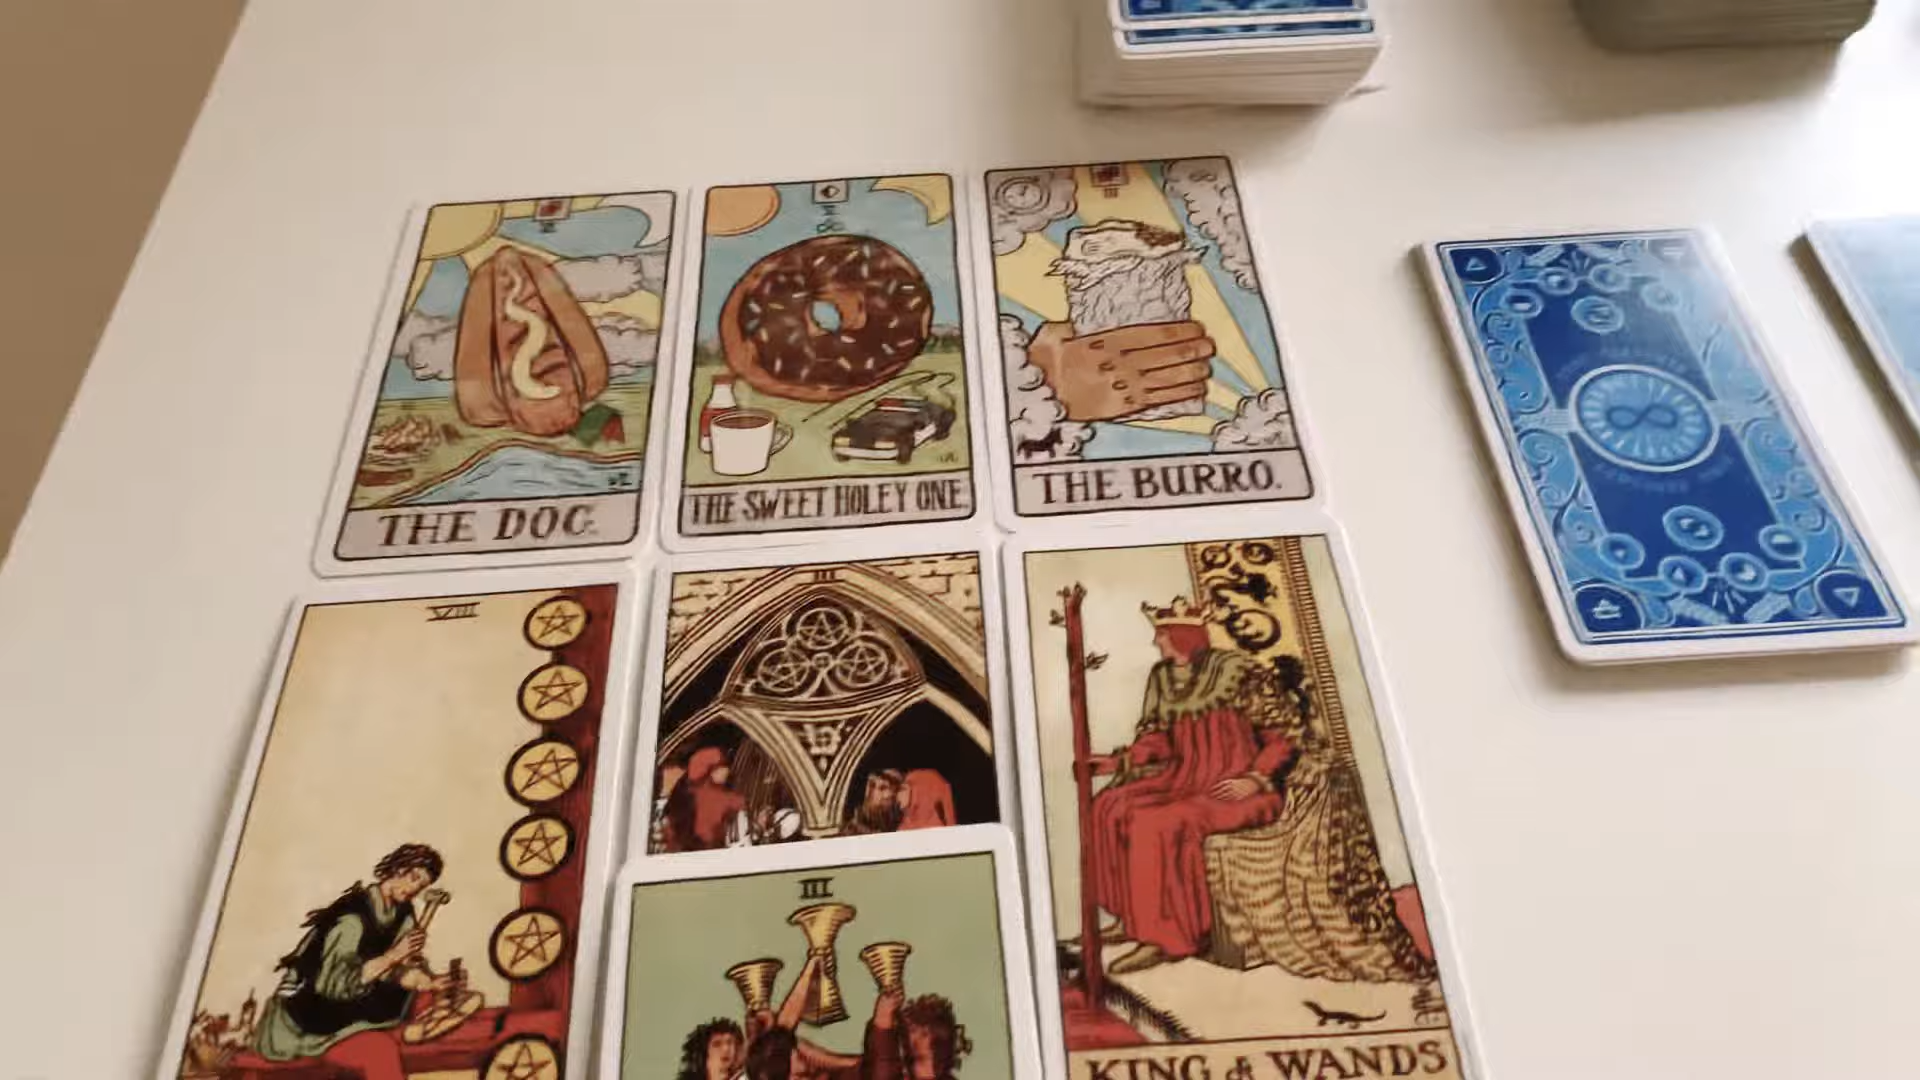 THE DOG.
THE SWEET HOLEY ONE.
THE BURRO.
VIII
III
III
KING of WANDS